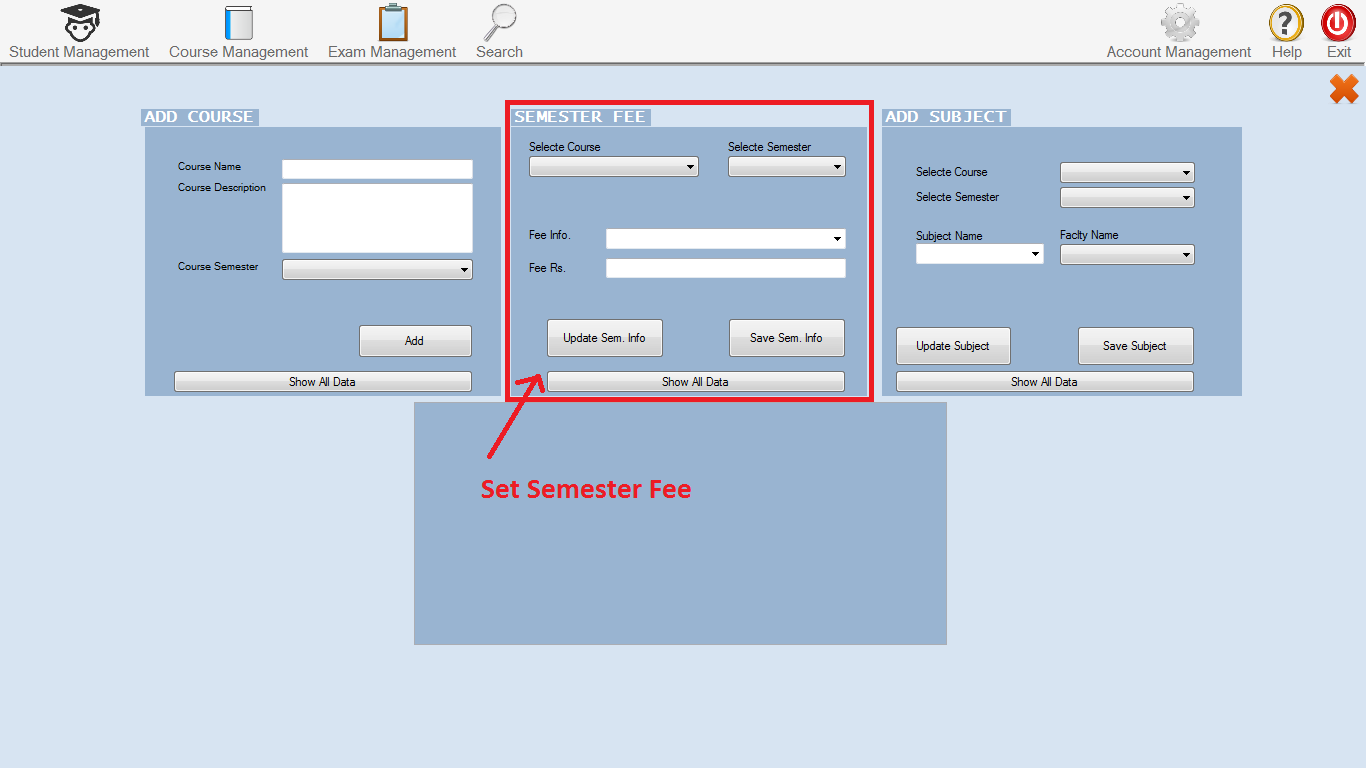 Student Management
Course Management
Exam Management
Search
Account Management
Help
Exit
ADD COURSE
Course Name
Course Description
Course Semester
Add
Show All Data
SEMESTER FEE
Selecte Course
Selecte Semester
Fee Info.
Fee Rs.
Update Sem. Info
Save Sem. Info
Show All Data
ADD SUBJECT
Selecte Course
Selecte Semester
Subject Name
Faclty Name
Update Subject
Save Subject
Show All Data
Set Semester Fee